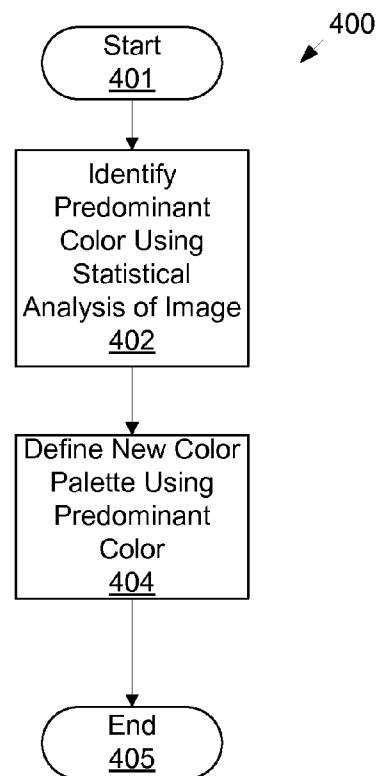 400
Start
401
Identify
Predominant
Color Using
Statistical
Analysis of Image
402
Define New Color
Palette Using
Predominant
Color
404
End
405